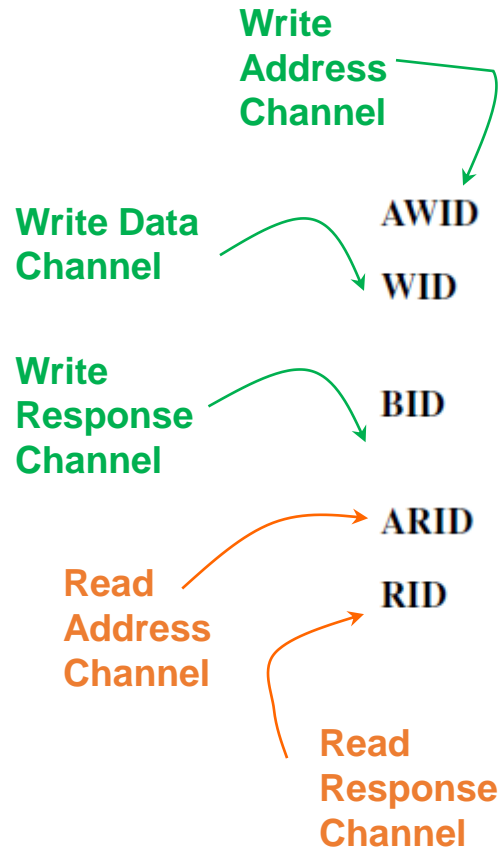 Write
Address
Channel
AWID
Write Data
Channel
WID
Write
Response
Channel
BID
ARID
Read
Address
Channel
RID
Read
Response
Channel